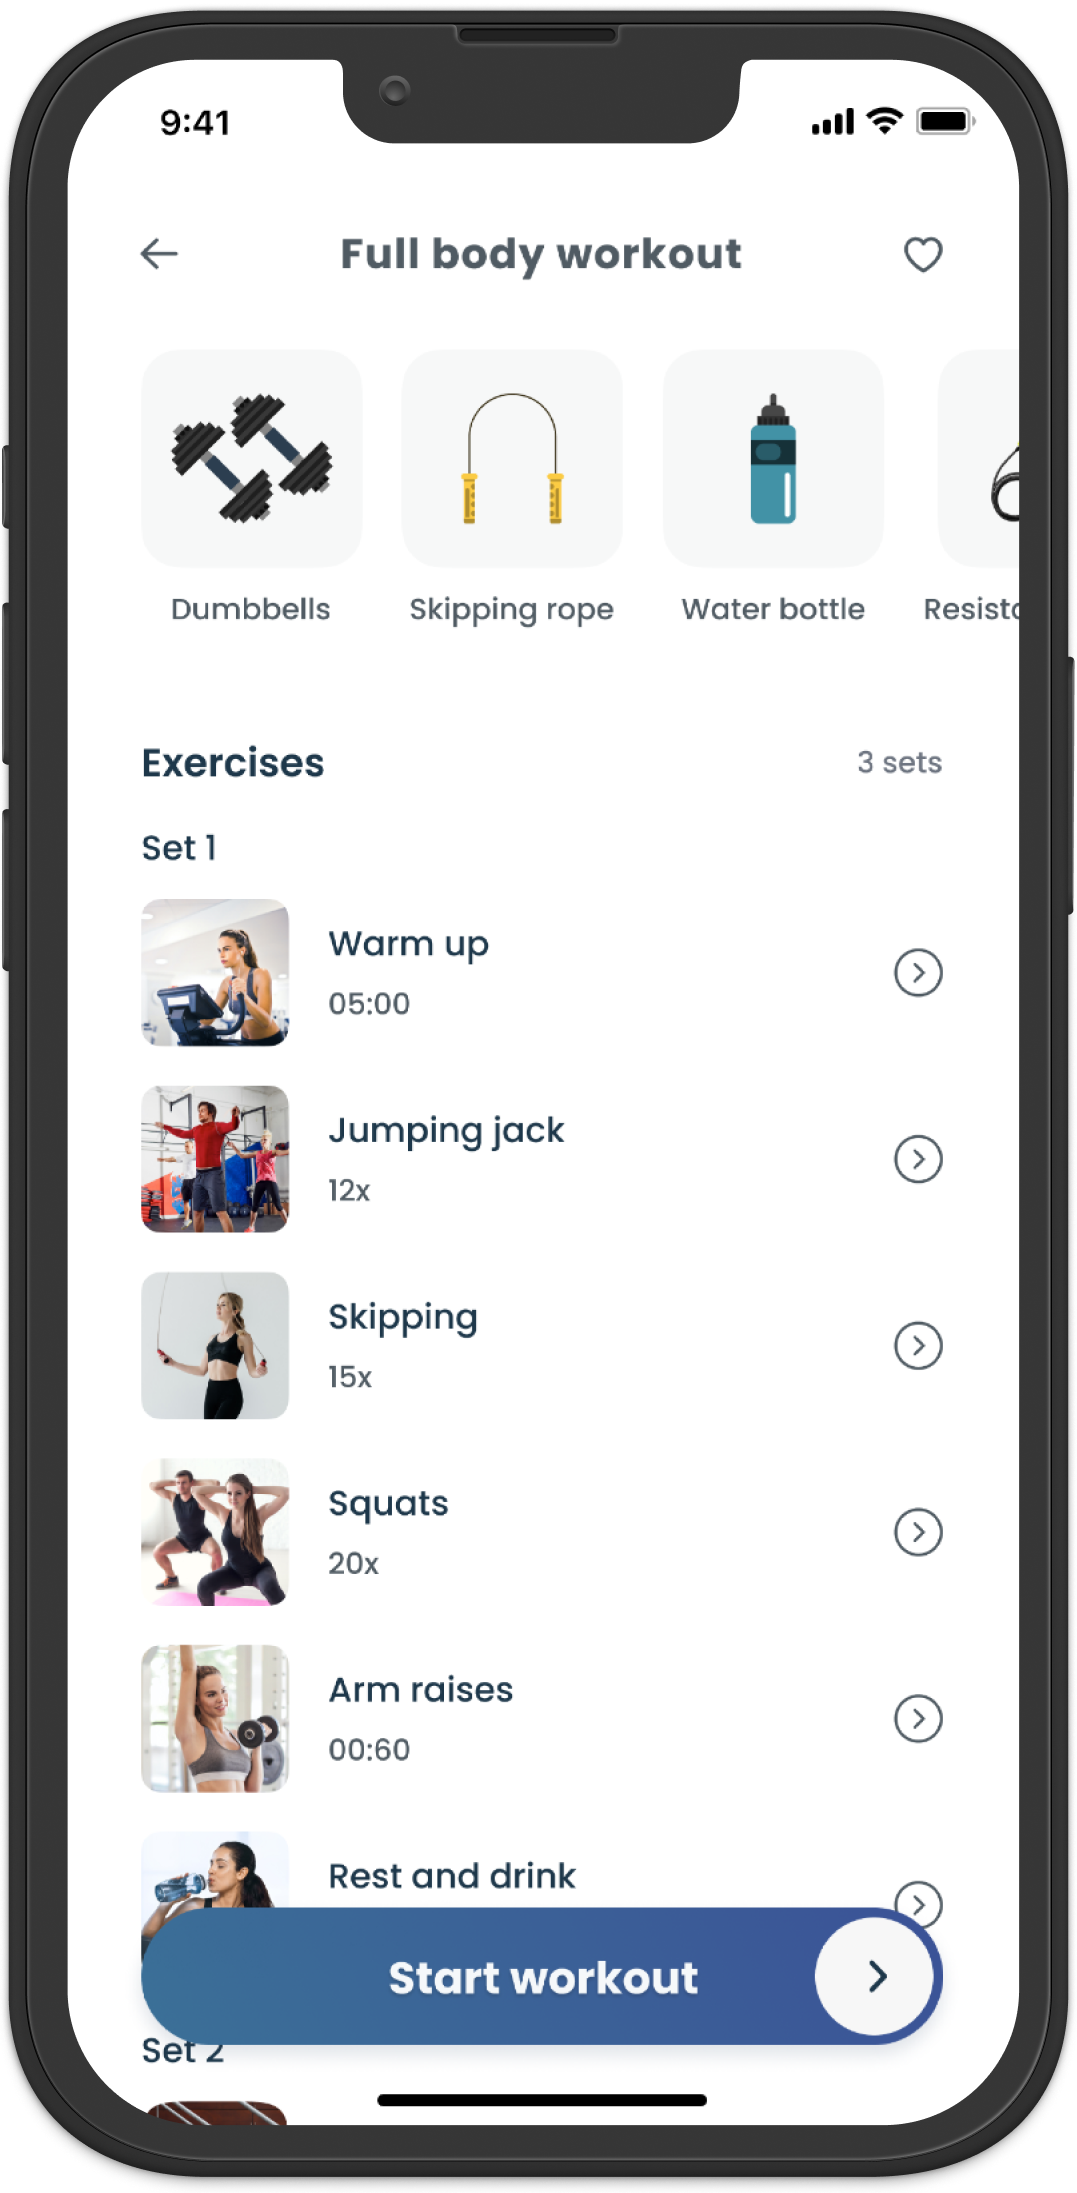 9:41
Full body workout
Dumbbells
Skipping rope
Water bottle
Exercises
3 sets
Set 1
Warm up
05:00
Jumping jack
12x
Skipping
15x
Squats
20x
Arm raises
00:60
Rest and drink
Start workout
Set 2